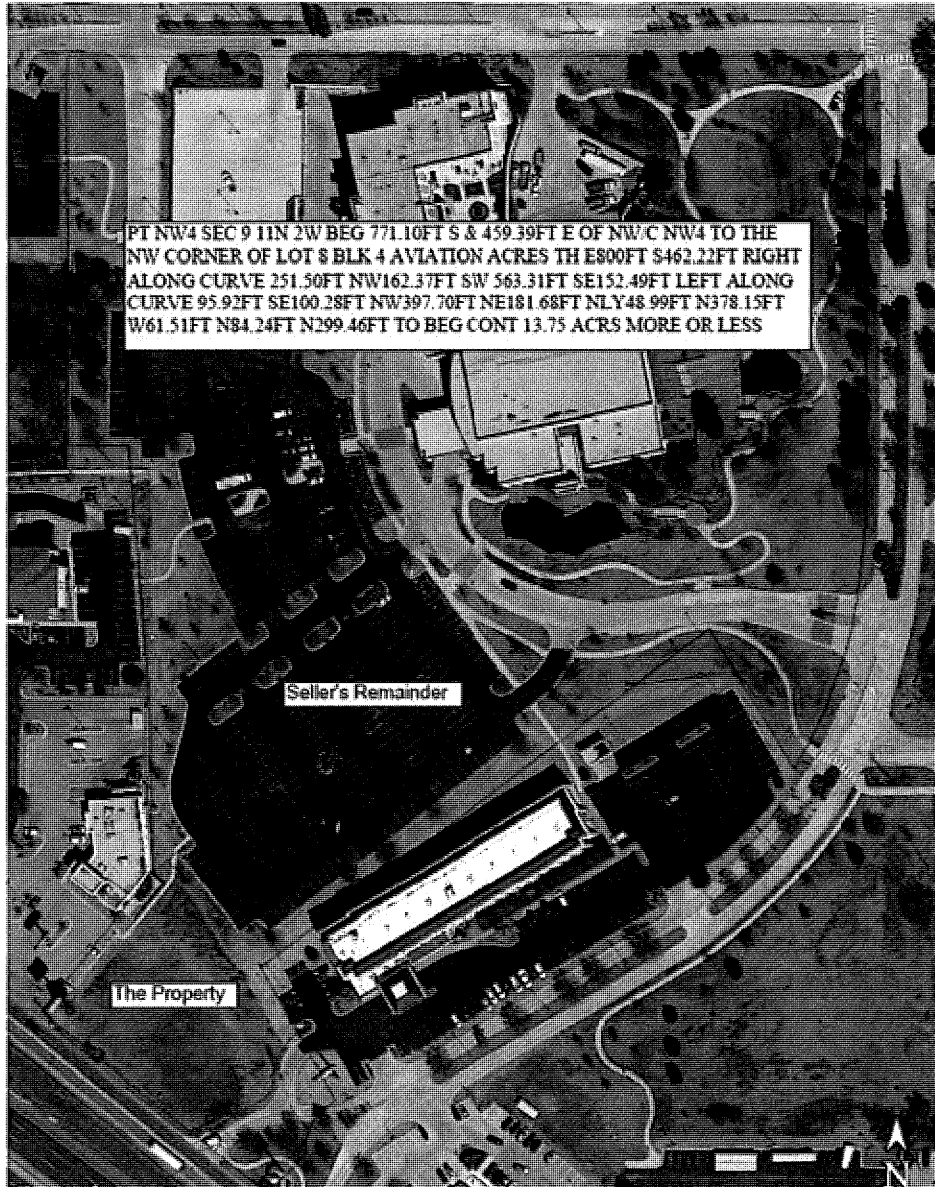 PT NW4 SEC 9 11N 2W BEG 771.10FT S & 459.39FT E OF NW/C NW4 TO THE
NW CORNER OF LOT 8 BLK 4 AVIATION ACRES TH E800FT S462.22FT RIGHT
ALONG CURVE 251.50FT NW162.37FT SW 563.31FT SE152.49FT LEFT ALONG
CURVE 95.92FT SE100.28FT NW397.70FT NE181.68FT NLY48.99FT N378.15FT
W61.51FT N84.24FT N299.46FT TO BEG CONT 13.75 ACRS MORE OR LESS
Seller's Remainder
The Property
N